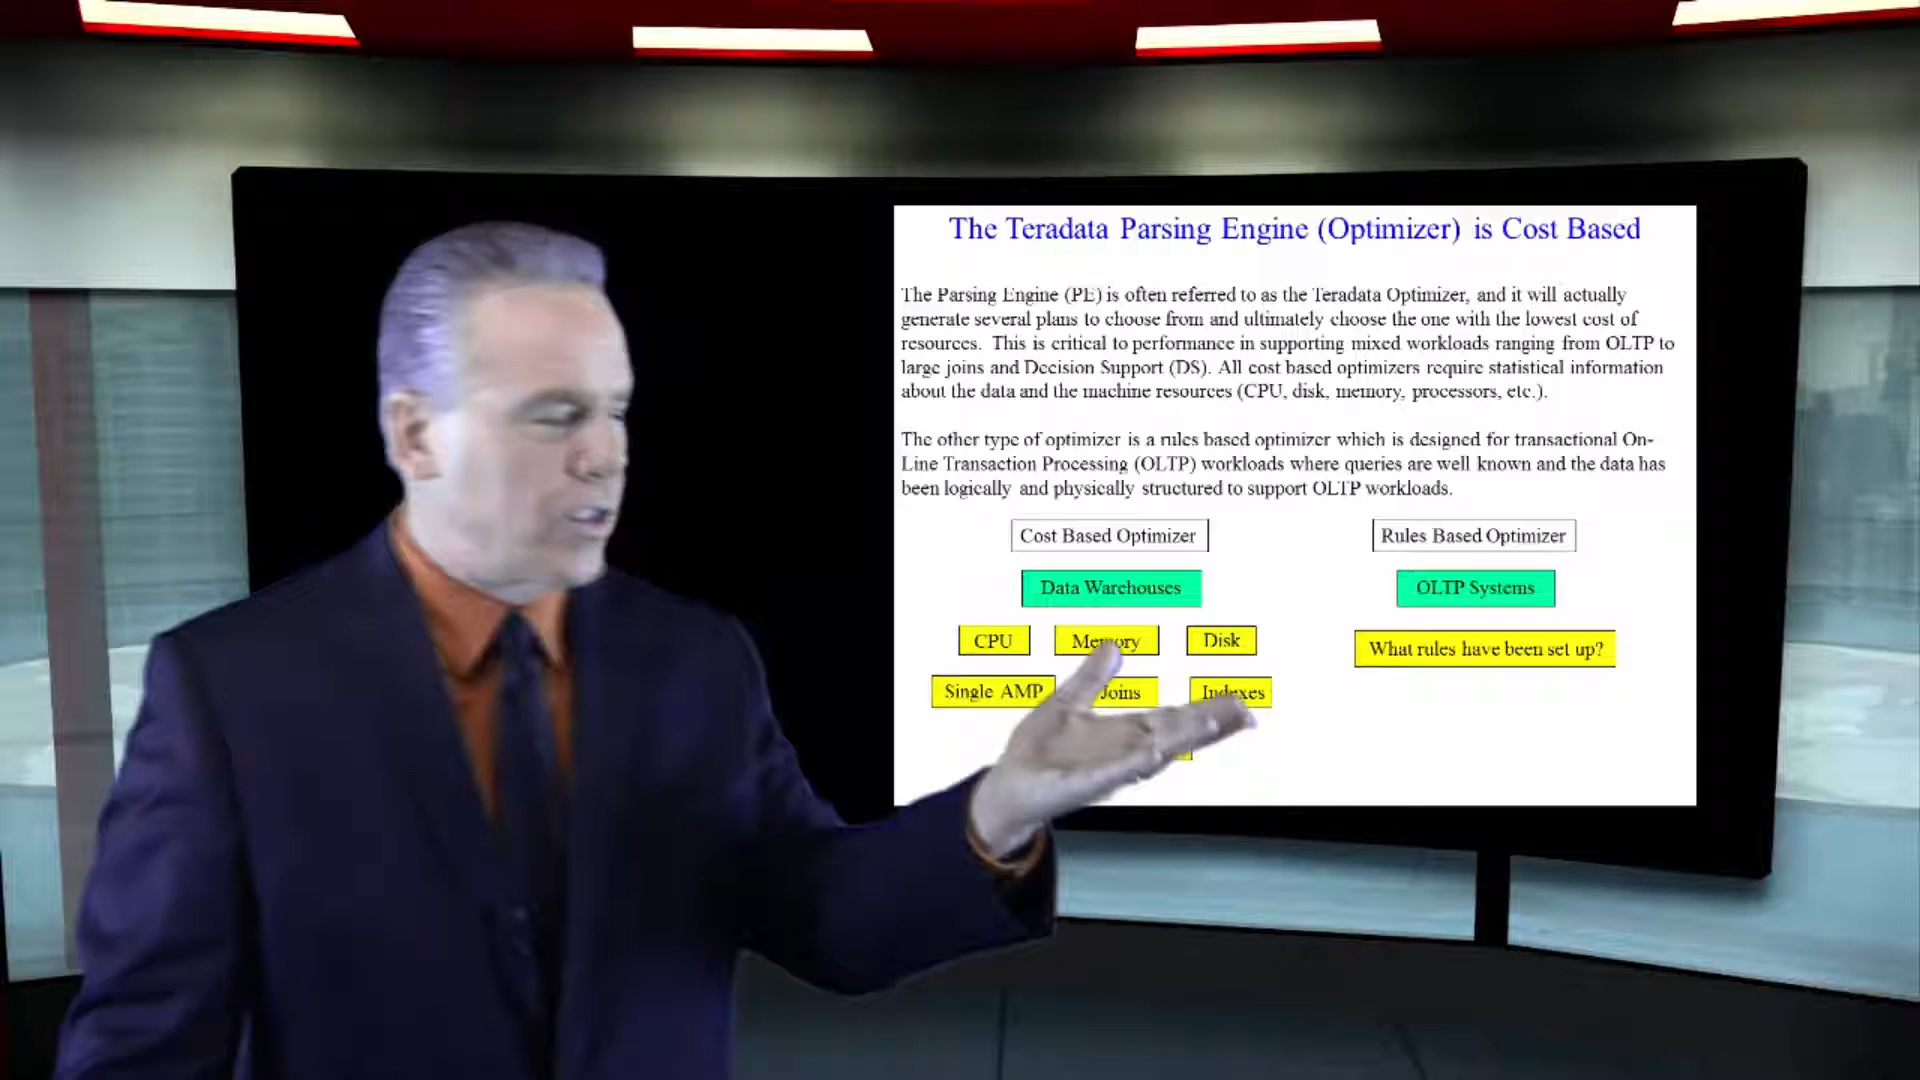 The Teradata Parsing Engine (Optimizer) is Cost Based
The Parsing Engine (PE) is often referred to as the Teradata Optimizer, and it will actually
generate several plans to choose from and ultimately choose the one with the lowest cost of
resources. This is critical to performance in supporting mixed workloads ranging from OLTP to
large joins and Decision Support (DS). All cost based optimizers require statistical information
about the data and the machine resources (CPU, disk, memory, processors, etc.).
The other type of optimizer is a rules based optimizer which is designed for transactional On-
Line Transaction Processing (OLTP) workloads where queries are well known and the data has
been logically and physically structured to support OLTP workloads.
Cost Based Optimizer
Rules Based Optimizer
Data Warehouses
OLTP Systems
CPU
Memory
Disk
What rules have been set up?
Single AMP
Joins
Indexes